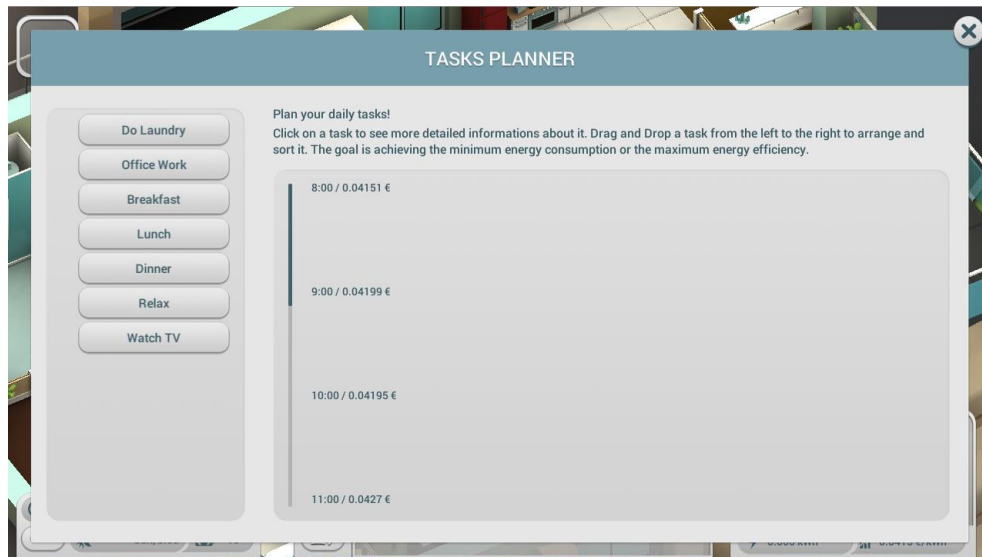 TASKS PLANNER
Do Laundry
Office Work
Breakfast
Lunch
Dinner
Relax
Watch TV
Plan your daily tasks!
Click on a task to see more detailed informations about it. Drag and Drop a task from the left to the right to arrange and
sort it. The goal is achieving the minimum energy consumption or the maximum energy efficiency.
8:00 / 0.04151 €
9:00 / 0.04199 €
10:00 / 0.04195 €
11:00 / 0.0427 €